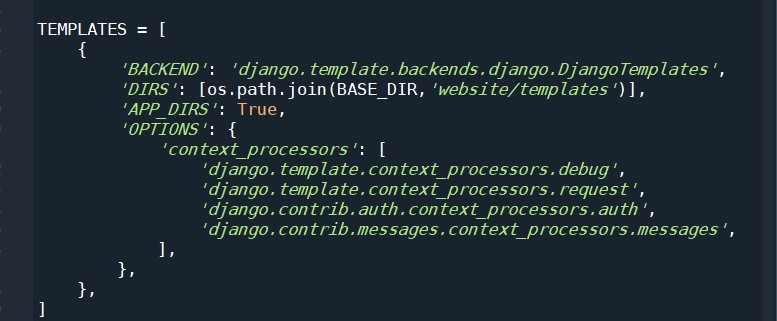 TEMPLATES = [
    {
        'BACKEND': 'django.template.backends.django.DjangoTemplates',
        'DIRS': [os.path.join(BASE_DIR,'website/templates')],
        'APP_DIRS': True,
        'OPTIONS': {
            'context_processors': [
                'django.template.context_processors.debug',
                'django.template.context_processors.request',
                'django.contrib.auth.context_processors.auth',
                'django.contrib.messages.context_processors.messages',
            ],
        },
    },
]